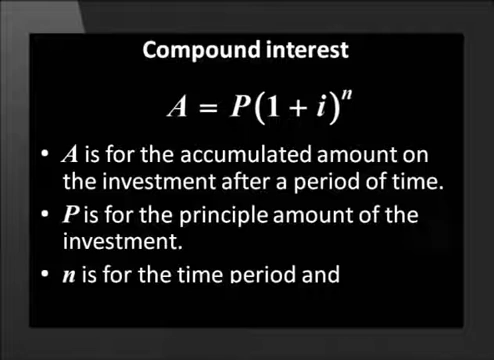 Compound interest
A = P(1 + i)^n
• A is for the accumulated amount on
the investment after a period of time.
• P is for the principle amount of the
investment.
• n is for the time period and